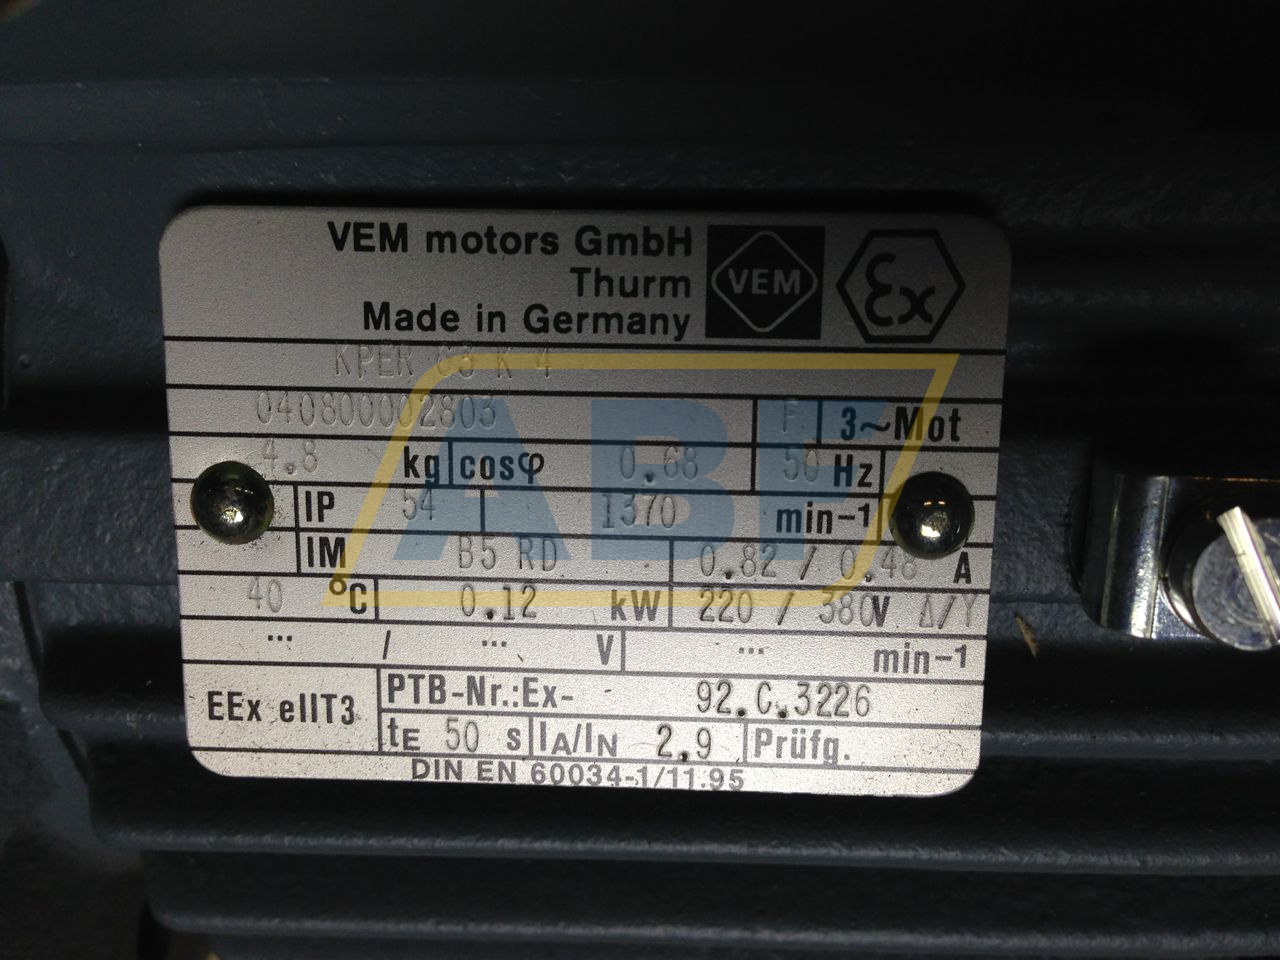 VEM motors GmbH
Thurm
Made in Germany
VEM
Ex
KPER 63 K 4
040800002803 F 3~Mot
4.8 kg cosφ 0.68 50 Hz
IP 54 1370 min-1
IM B5 RD 0.82 / 0.48 A
40 °C 0.12 kW 220 / 380V Δ/Y
... / ... V ... min-1
EEx eIIT3 PTB-Nr.:Ex- 92.C.3226
tE 50 s IA/IN 2.9 Prüfg.
DIN EN 60034-1/11.95
ABF